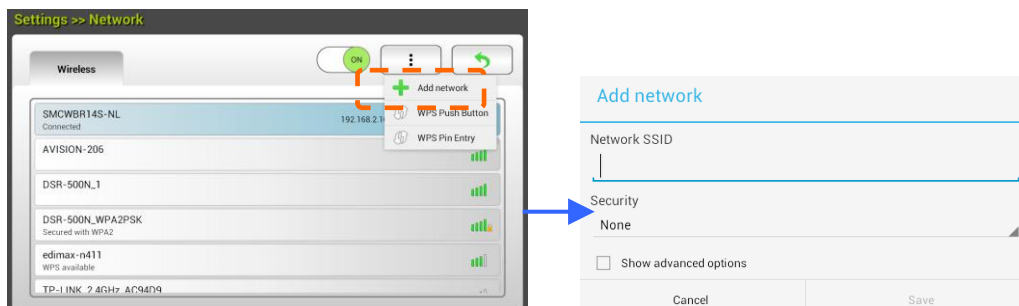 Settings >> Network
Wireless
ON
Add network
SMCWBR14S-NL
192.168.2.1
WPS Push Button
Connected
WPS Pin Entry
AVISION-206
DSR-500N_1
DSR-500N_WPA2PSK
Secured with WPA2
edimax-n411
WPS available
TP-LINK_2.4GHz_AC94D9
Add network
Network SSID
Security
None
Show advanced options
Cancel
Save